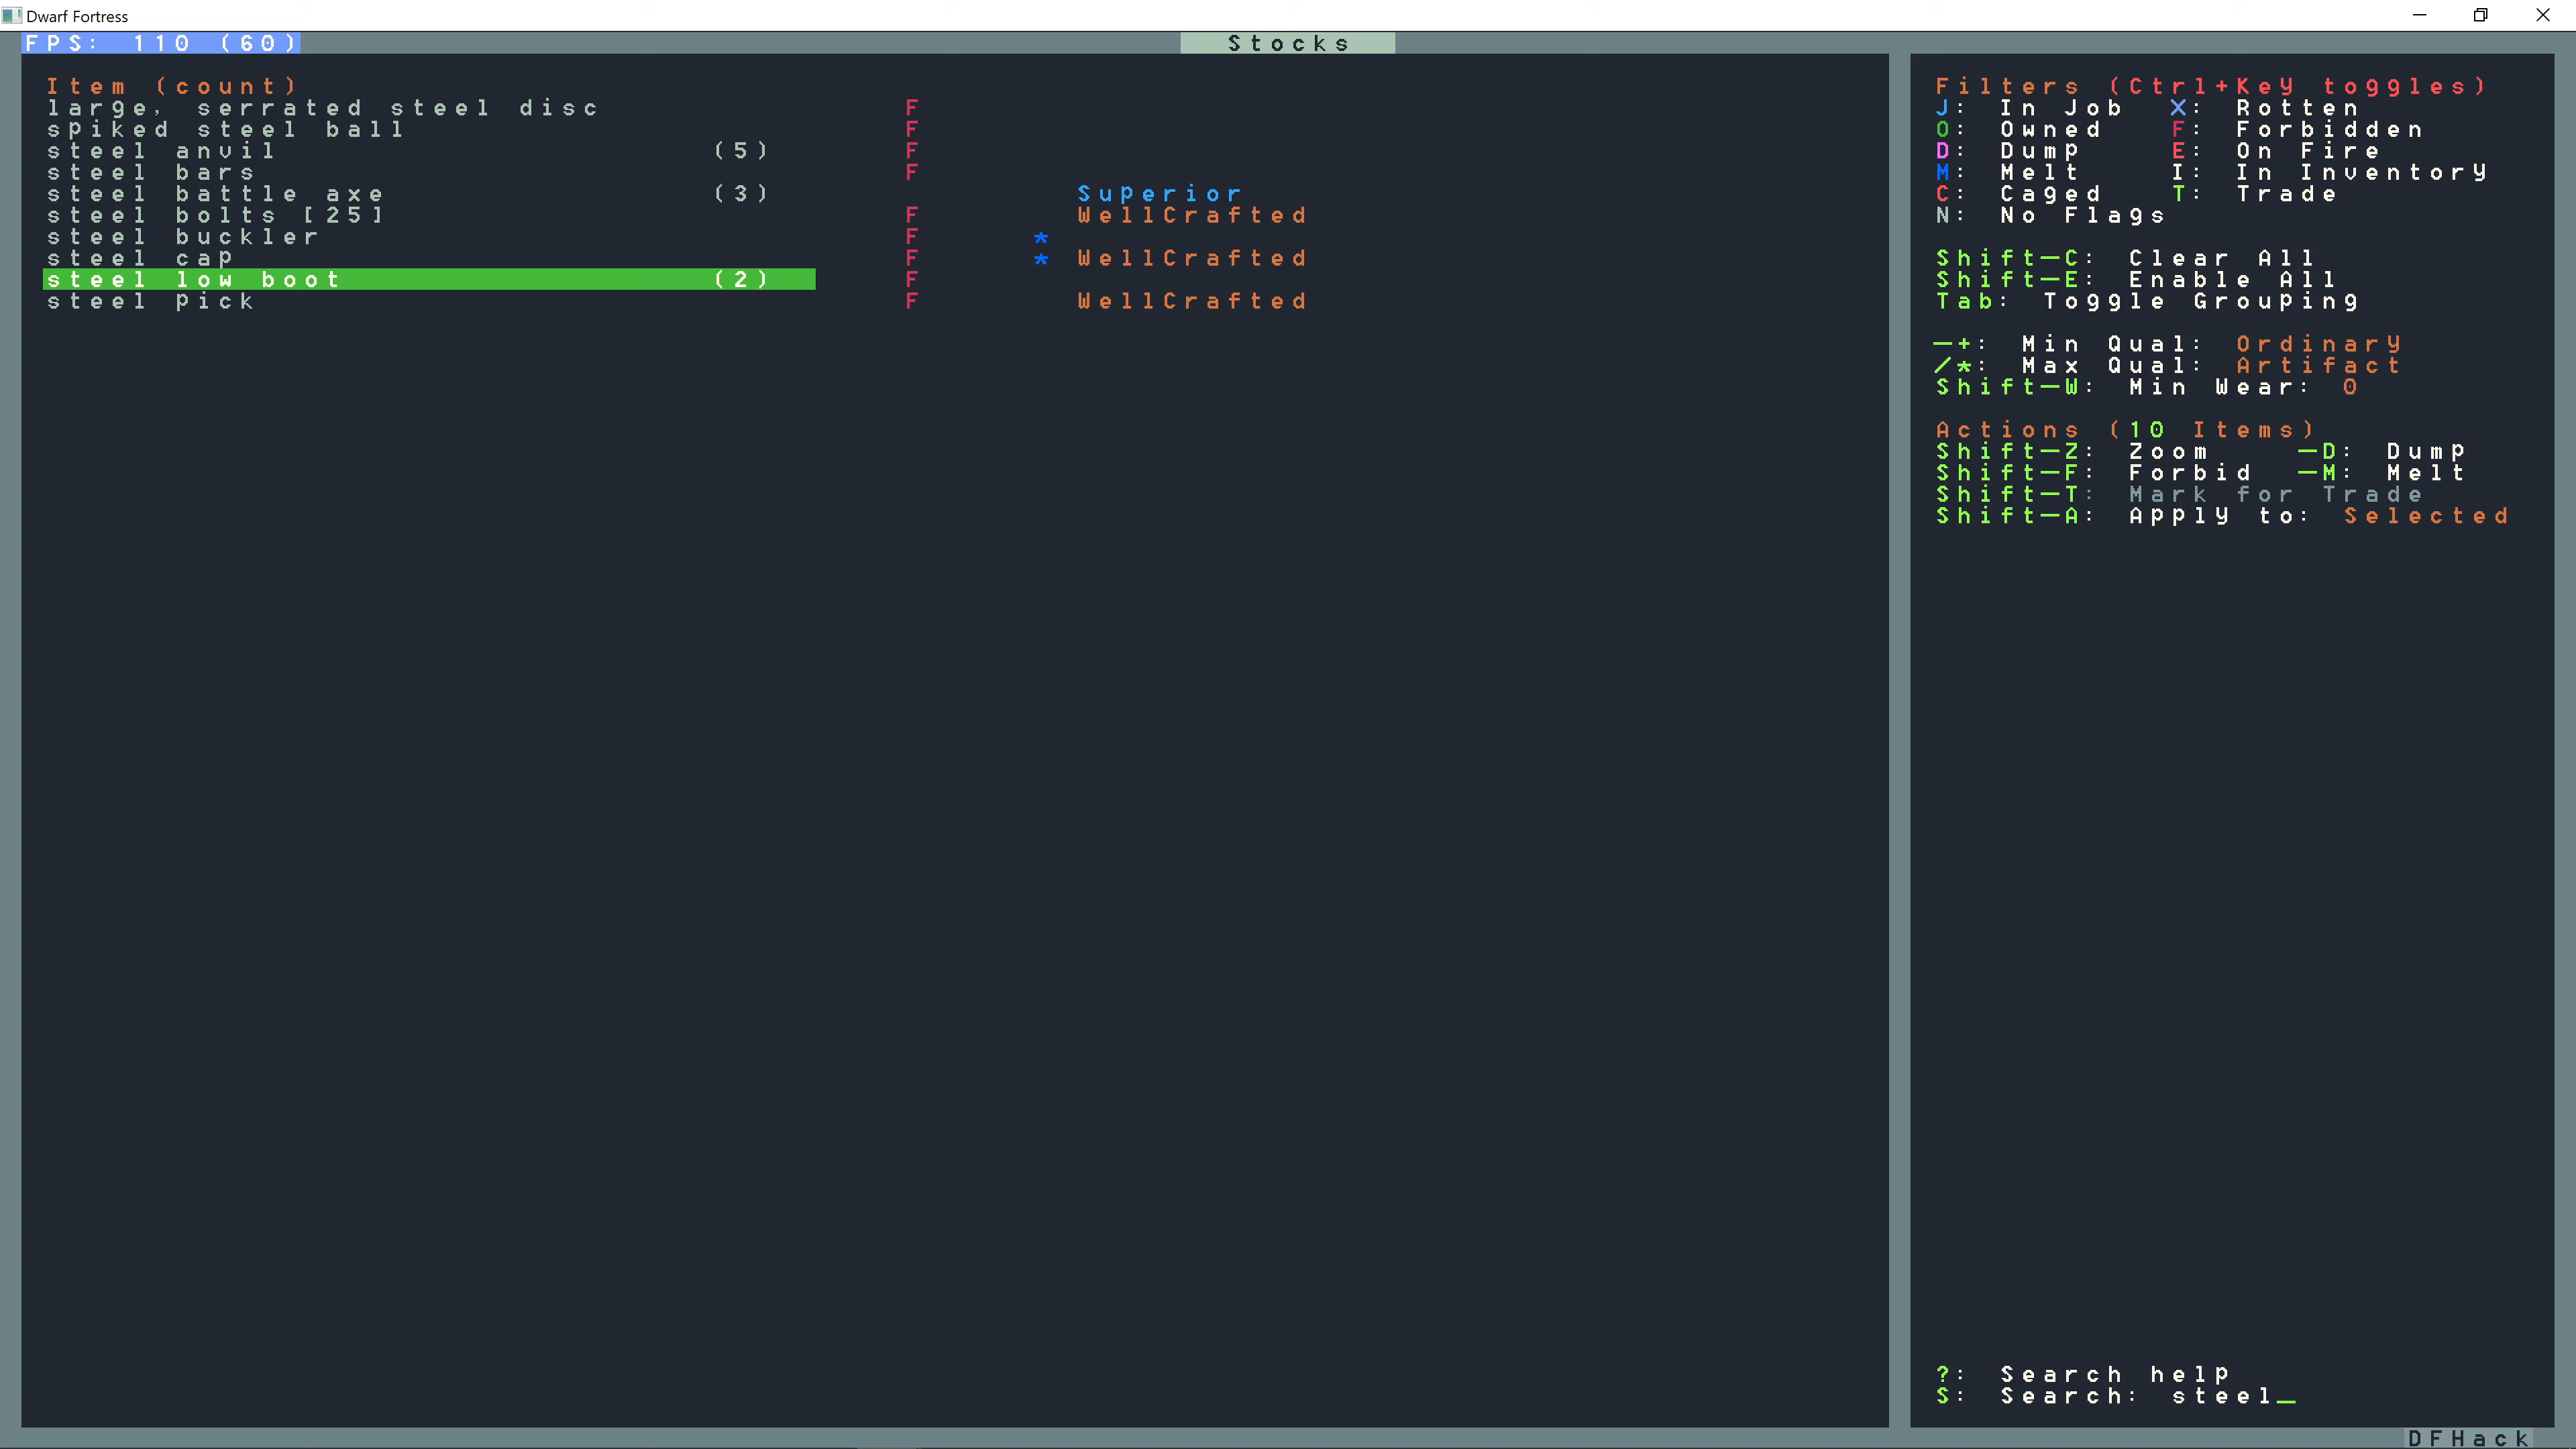 Dwarf Fortress
FPS: 110 (60)
Stocks
Item (count)
large, serrated steel disc F
spiked steel ball F
steel anvil (5) F
steel bars F
steel battle axe (3) Superior
steel bolts [25] F WellCrafted
steel buckler F *
steel cap F * WellCrafted
steel low boot (2) F
steel pick F WellCrafted
Filters (Ctrl+Key toggles)
J: In Job X: Rotten
O: Owned F: Forbidden
D: Dump E: On Fire
M: Melt I: In Inventory
C: Caged T: Trade
N: No Flags
Shift-C: Clear All
Shift-E: Enable All
Tab: Toggle Grouping
-+: Min Qual: Ordinary
/*: Max Qual: Artifact
Shift-W: Min Wear: 0
Actions (10 Items)
Shift-Z: Zoom -D: Dump
Shift-F: Forbid -M: Melt
Shift-T: Mark for Trade
Shift-A: Apply to: Selected
?: Search help
S: Search: steel_
DFHack